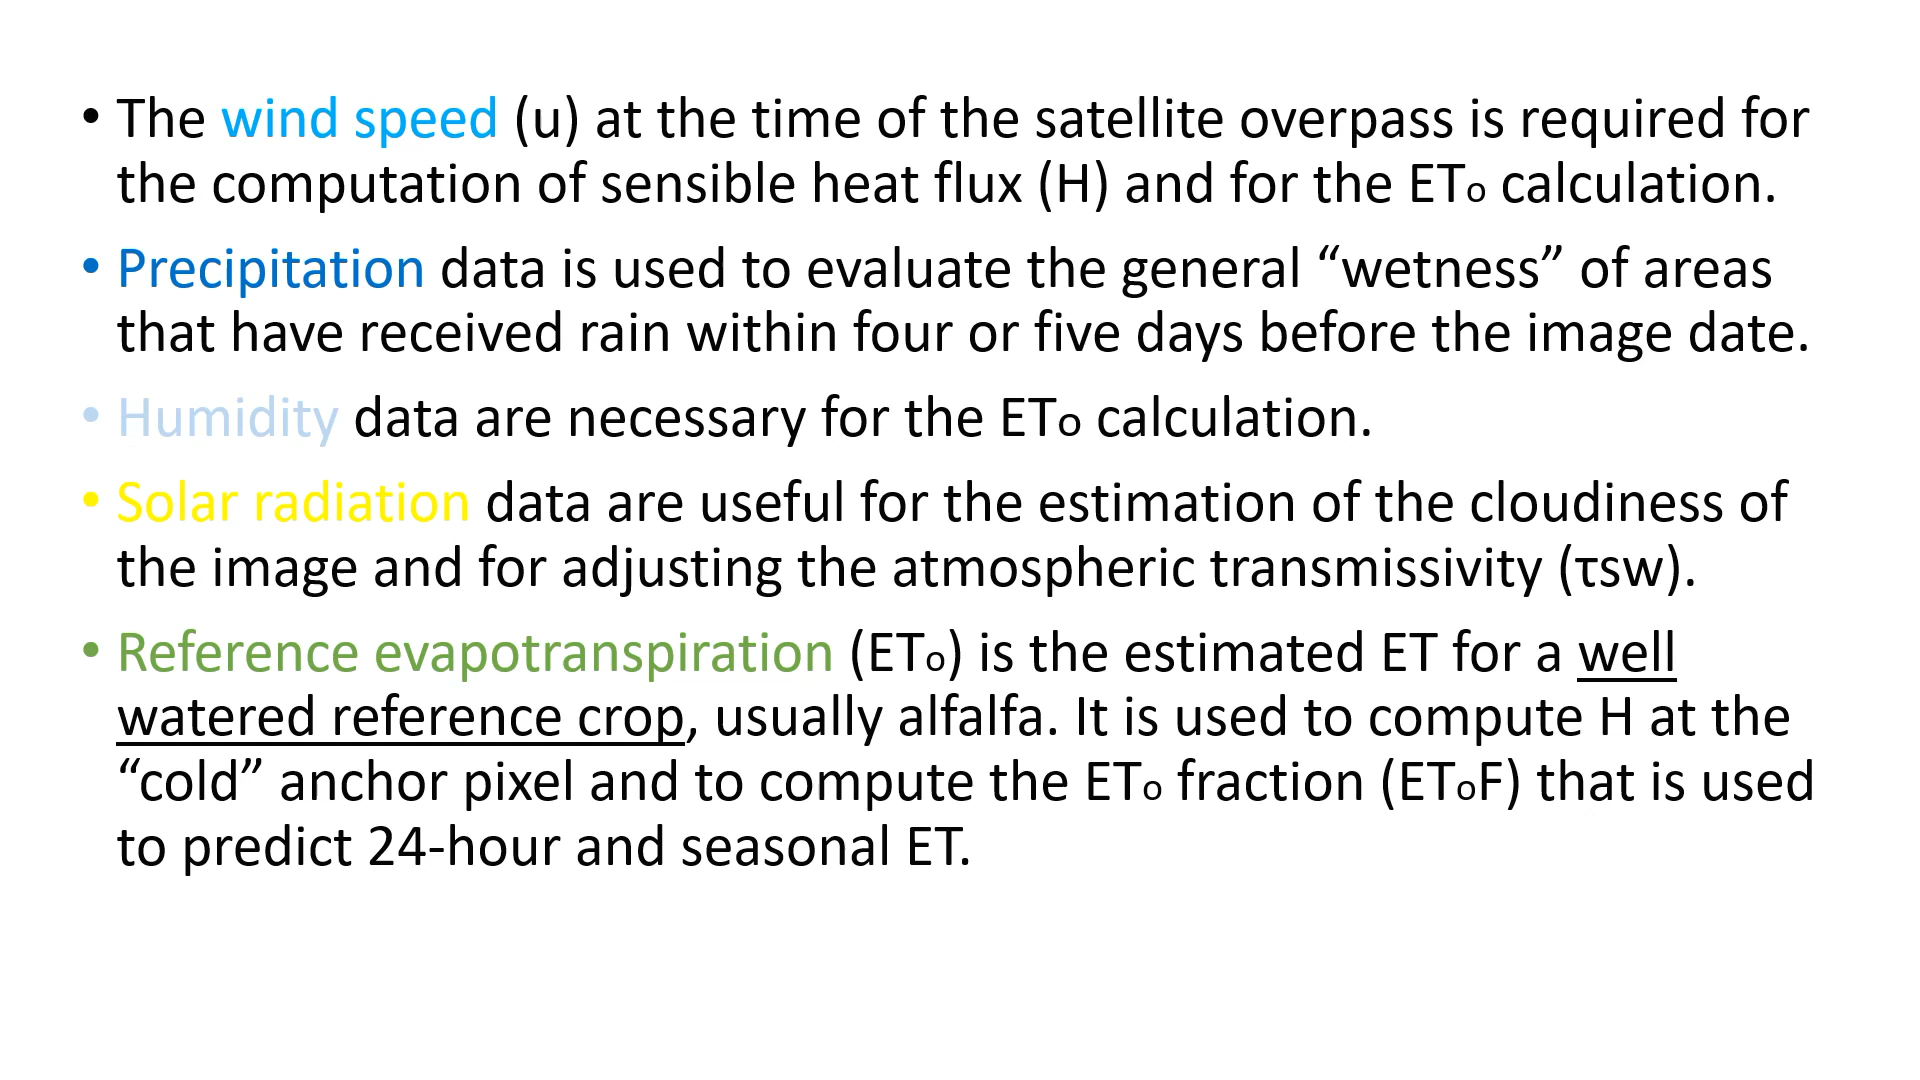 • The wind speed (u) at the time of the satellite overpass is required for
the computation of sensible heat flux (H) and for the ETo calculation.
• Precipitation data is used to evaluate the general “wetness” of areas
that have received rain within four or five days before the image date.
• Humidity data are necessary for the ETo calculation.
• Solar radiation data are useful for the estimation of the cloudiness of
the image and for adjusting the atmospheric transmissivity (τsw).
• Reference evapotranspiration (ETo) is the estimated ET for a well
watered reference crop, usually alfalfa. It is used to compute H at the
“cold” anchor pixel and to compute the ETo fraction (EToF) that is used
to predict 24-hour and seasonal ET.